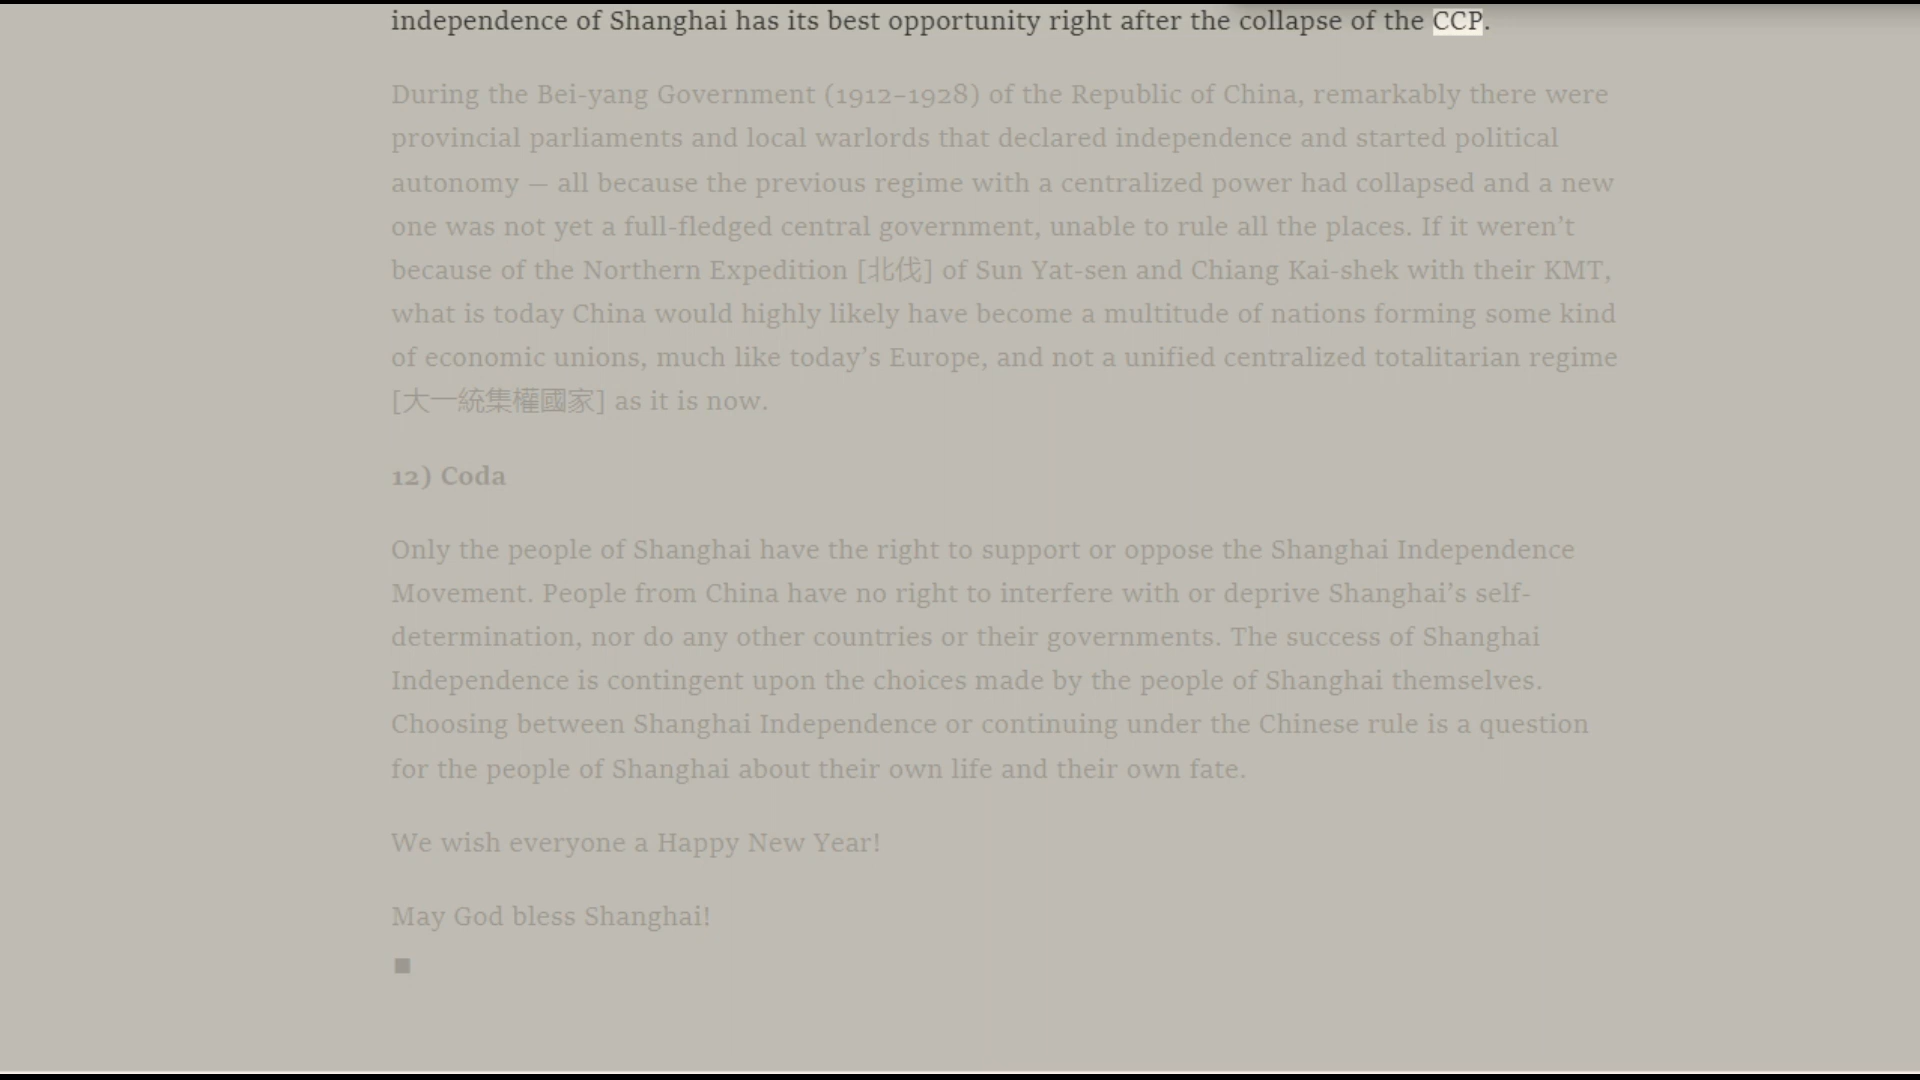 independence of Shanghai has its best opportunity right after the collapse of the CCP.
During the Bei-yang Government (1912–1928) of the Republic of China, remarkably there were
provincial parliaments and local warlords that declared independence and started political
autonomy — all because the previous regime with a centralized power had collapsed and a new
one was not yet a full-fledged central government, unable to rule all the places. If it weren’t
because of the Northern Expedition [北伐] of Sun Yat-sen and Chiang Kai-shek with their KMT,
what is today China would highly likely have become a multitude of nations forming some kind
of economic unions, much like today’s Europe, and not a unified centralized totalitarian regime
[大一統集權國家] as it is now.
12) Coda
Only the people of Shanghai have the right to support or oppose the Shanghai Independence
Movement. People from China have no right to interfere with or deprive Shanghai’s self-
determination, nor do any other countries or their governments. The success of Shanghai
Independence is contingent upon the choices made by the people of Shanghai themselves.
Choosing between Shanghai Independence or continuing under the Chinese rule is a question
for the people of Shanghai about their own life and their own fate.
We wish everyone a Happy New Year!
May God bless Shanghai!
■